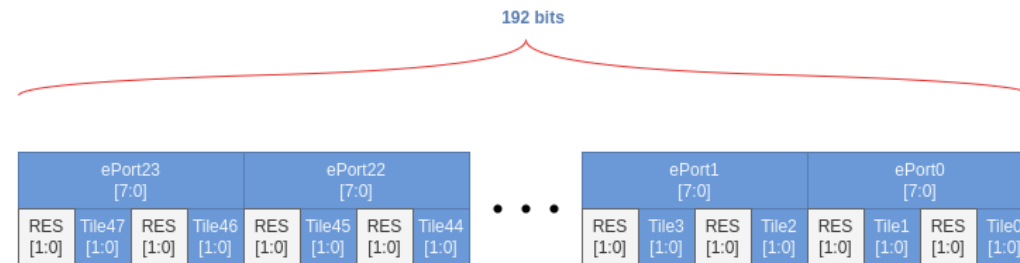 192 bits
ePort23 ePort22 ePort1 ePort0
[7:0] [7:0] [7:0] [7:0]
RES Tile47 RES Tile46 RES Tile45 RES Tile44 RES Tile3 RES Tile2 RES Tile1 RES Tile0
[1:0] [1:0] [1:0] [1:0] [1:0] [1:0] [1:0] [1:0] [1:0] [1:0] [1:0] [1:0] [1:0] [1:0] [1:0] [1:0]